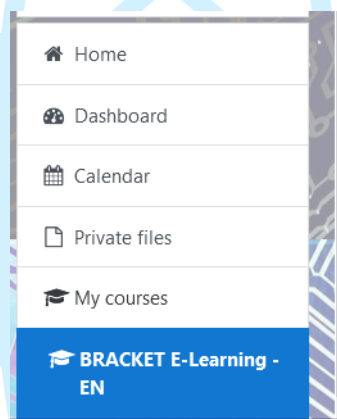 Home
Dashboard
Calendar
Private files
My courses
BRACKET E-Learning -
EN